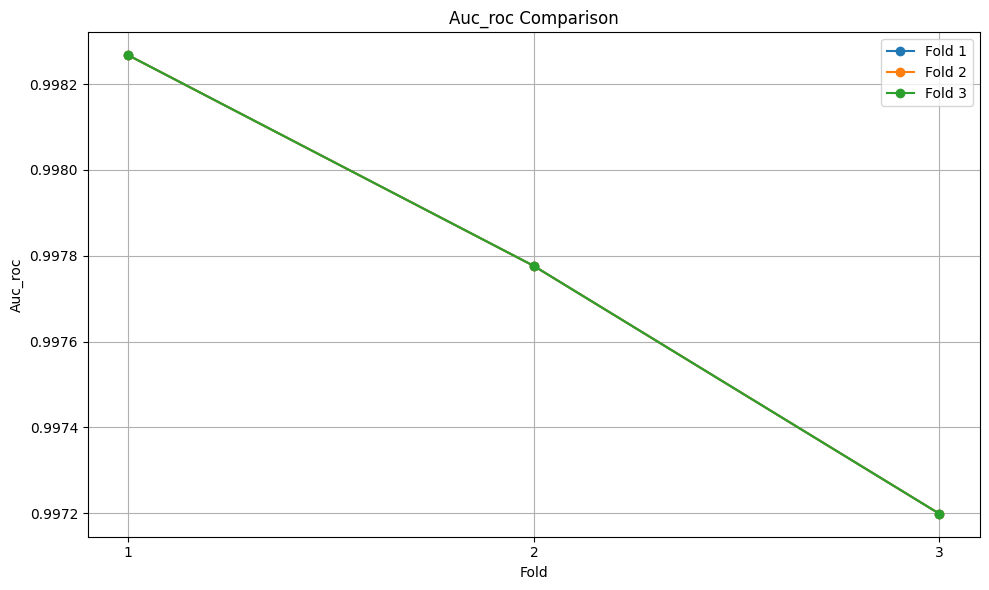 Auc_roc Comparison
Fold 1
Fold 2
Fold 3
0.9982
0.9980
0.9978
0.9976
0.9974
0.9972
Auc_roc
1 2 3
Fold